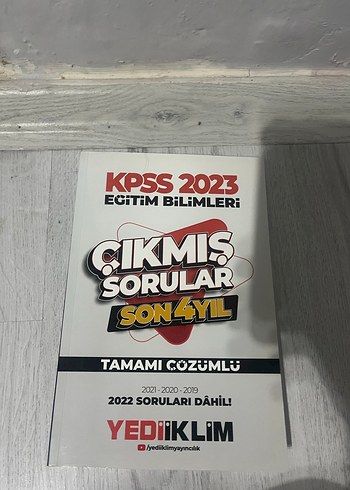 KPSS 2023
EĞİTİM BİLİMLERİ
ÇIKMIŞ
SORULAR
SON 4 YIL
TAMAMI ÇÖZÜMLÜ
2021 - 2020 - 2019
2022 SORULARI DÂHİL!
YEDİİKLİM
/yediiklimyayincilik